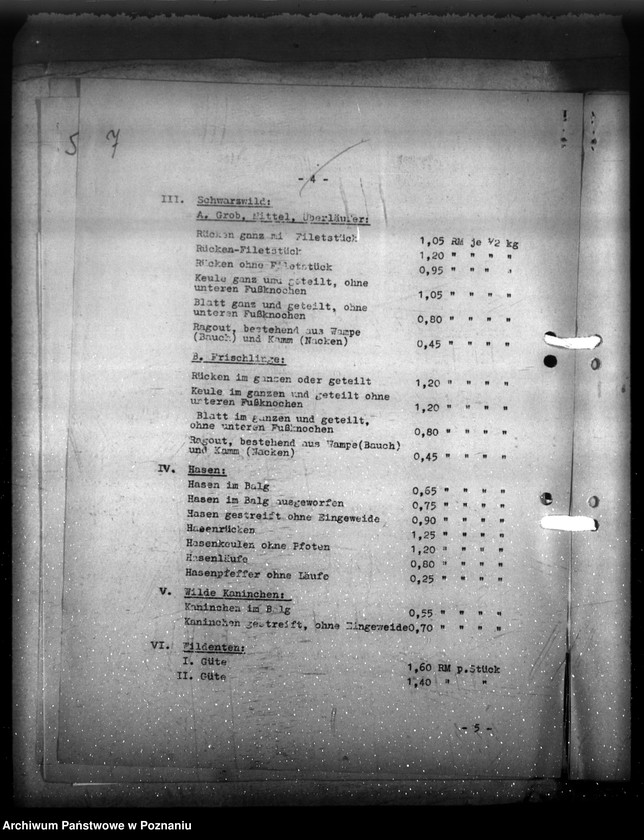 5 7
- 4 -
III. Schwarzwild:
A. Grob, Mittel, Überläufer:
Rücken ganz mi Filetstück 1,05 RM je 1/2 kg
Rücken-Filetstück 1,20 " " " "
Rücken ohne Filetstück 0,95 " " " "
Keule ganz und geteilt, ohne
unteren Fußknochen 1,05 " " " "
Blatt ganz und geteilt, ohne
unteren Fußknochen 0,80 " " " "
Ragout, bestehend aus Wampe
(Bauch) und Kamm (Nacken) 0,45 " " " "
B. Frischlinge:
Rücken im ganzen oder geteilt 1,20 " " " "
Keule im ganzen und geteilt ohne
unteren Fußknochen 1,20 " " " "
Blatt im ganzen und geteilt,
ohne unteren Fußknochen 0,80 " " " "
Ragout, bestehend aus Wampe(Bauch)
und Kamm (Nacken) 0,45 " " " "
IV. Hasen:
Hasen im Balg 0,65 " " " "
Hasen im Balg ausgeworfen 0,75 " " " "
Hasen gestreift ohne Eingeweide 0,90 " " " "
Hasenrücken 1,25 " " " "
Hasenkeulen ohne Pfoten 1,20 " " " "
Hasenläufe 0,80 " " " "
Hasenpfeffer ohne Läufe 0,25 " " " "
V. Wilde Kaninchen:
Kaninchen im Balg 0,55 " " " "
Kaninchen gestreift, ohne Eingeweide0,70 " " " "
VI. Wildenten:
I. Güte 1,60 RM p.Stück
II. Güte 1,40 " "
- 5 -
Archiwum Państwowe w Poznaniu